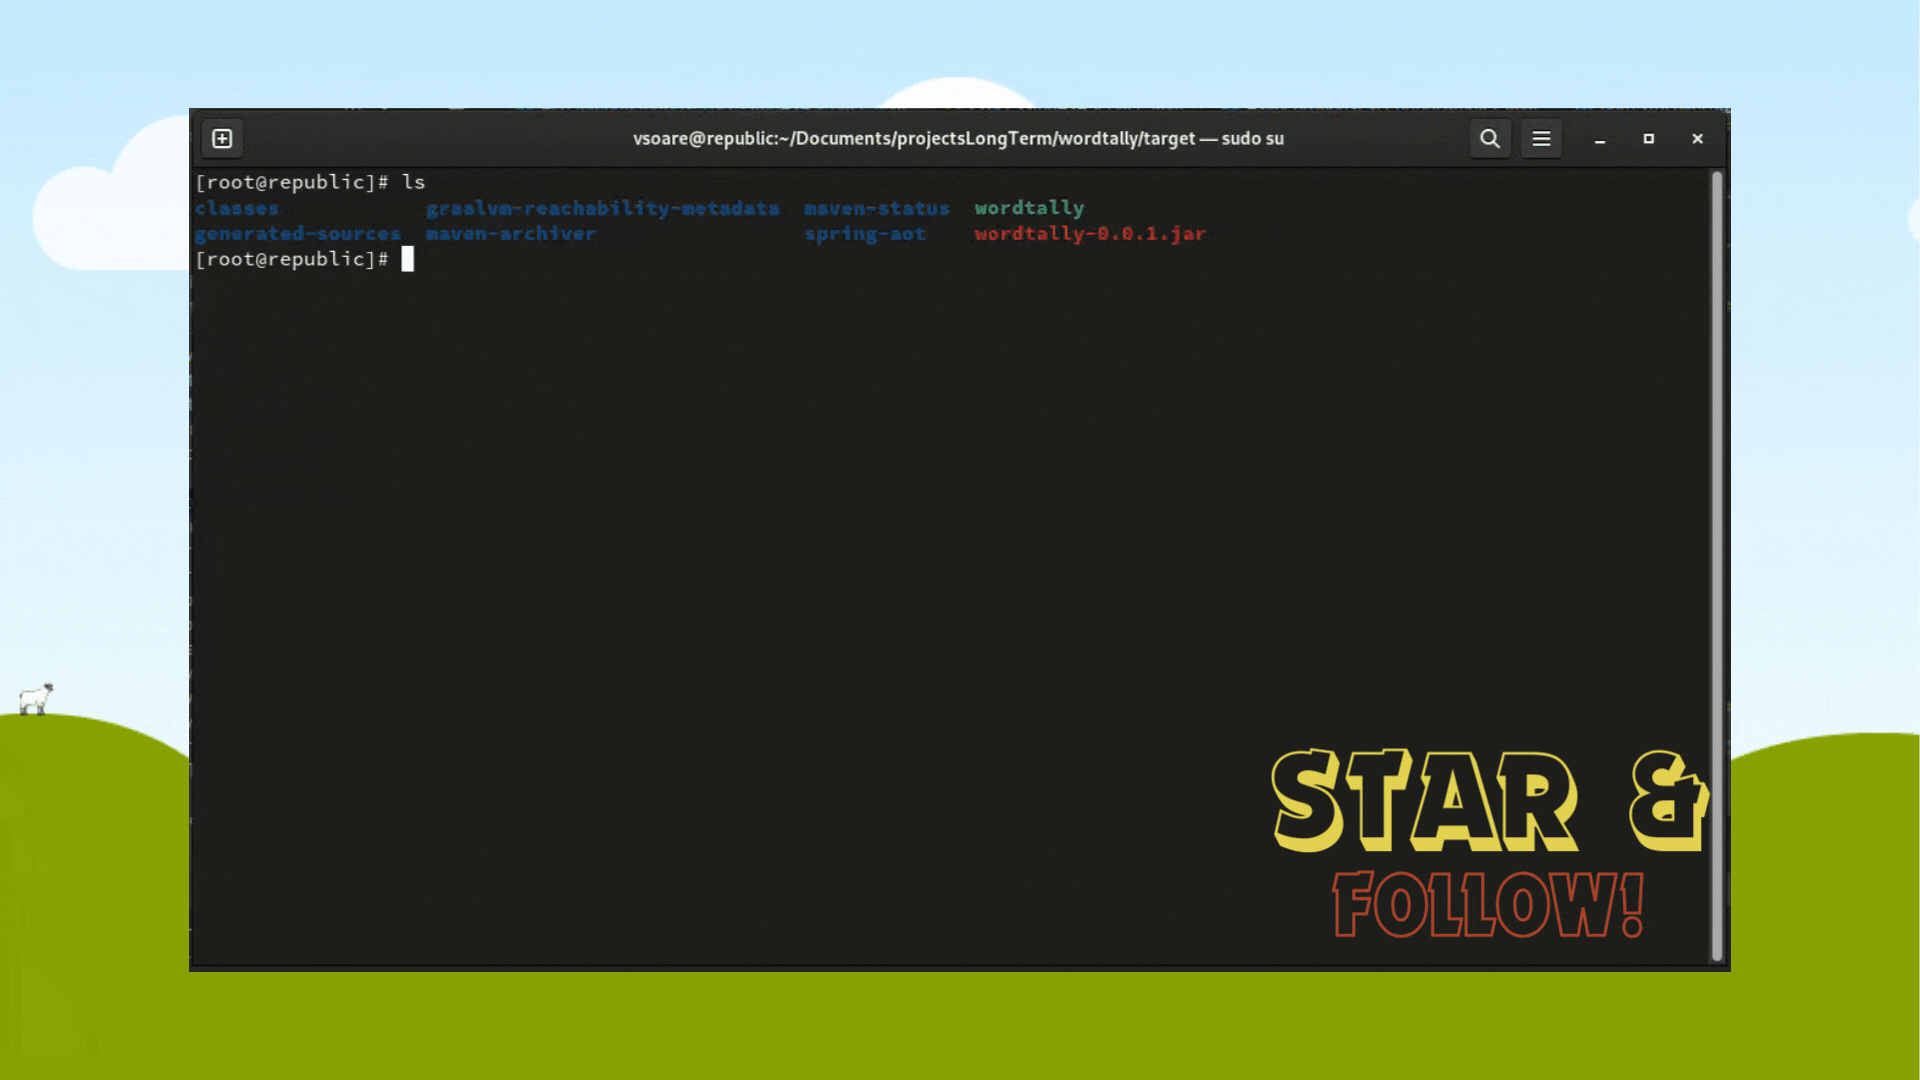 vsoare@republic:~/Documents/projectsLongTerm/wordtally/target — sudo su
[root@republic]# ls
classes graalvm-reachability-metadata maven-status wordtally
generated-sources maven-archiver spring-aot wordtally-0.0.1.jar
[root@republic]#
STAR &
FOLLOW!